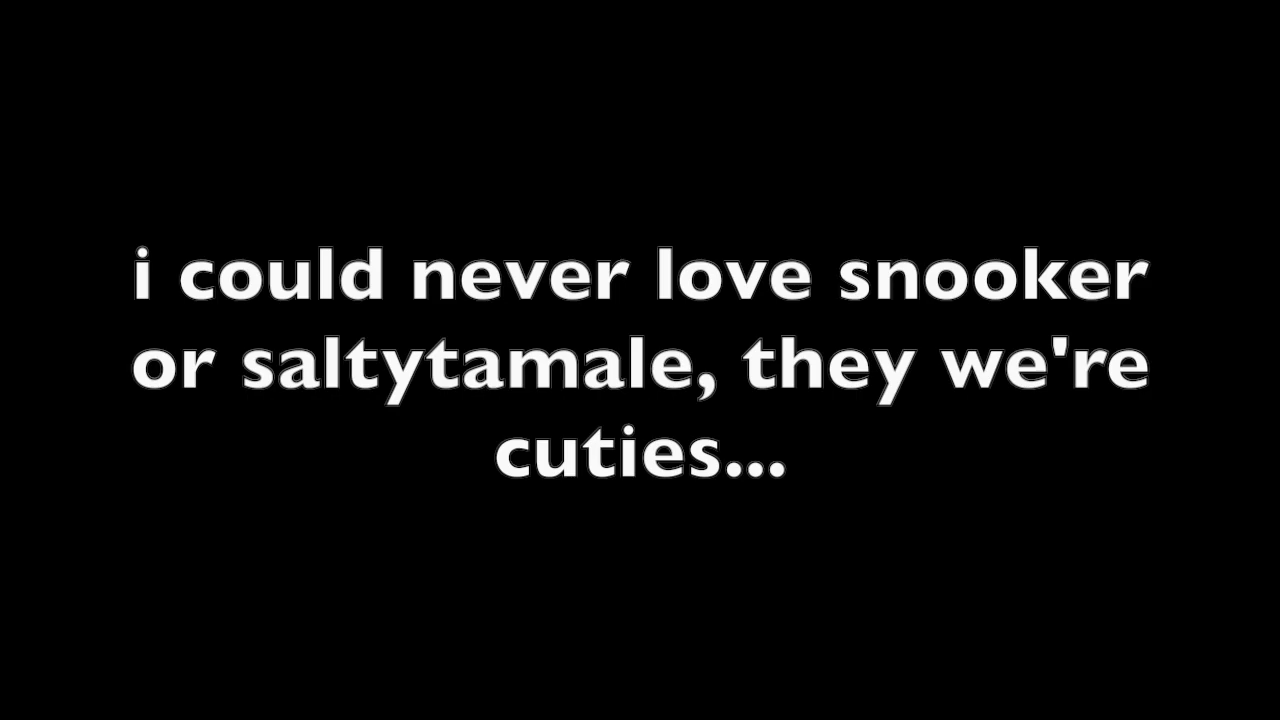 i could never love snooker
or saltytamale, they we're
cuties...